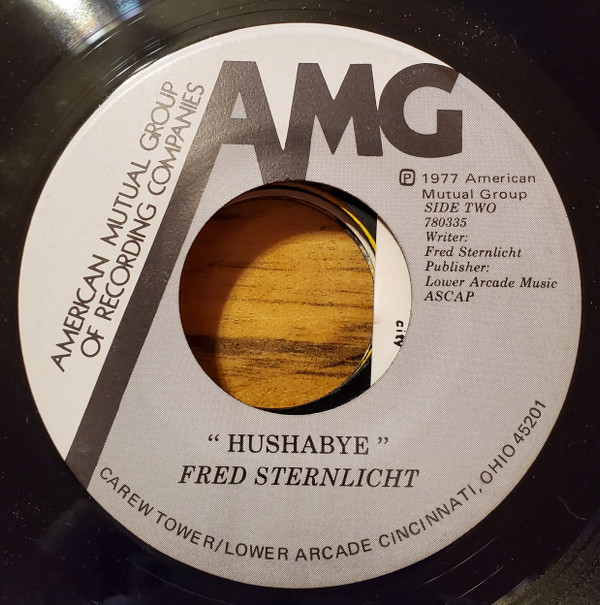 AMG
AMERICAN MUTUAL GROUP
OF RECORDING COMPANIES
Ⓟ 1977 American
Mutual Group
SIDE TWO
780335
Writer:
Fred Sternlicht
Publisher:
Lower Arcade Music
ASCAP
city
“ HUSHABYE ”
FRED STERNLICHT
CAREW TOWER/LOWER ARCADE CINCINNATI, OHIO 45201